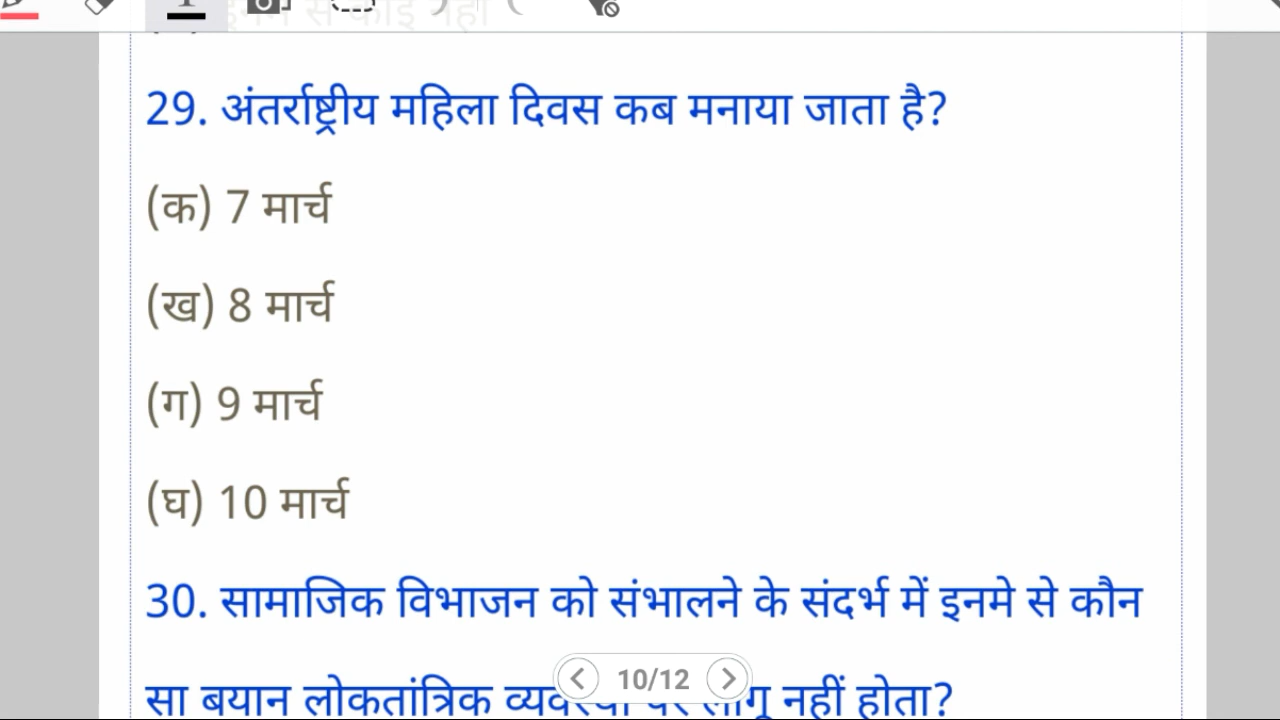 29. अंतर्राष्ट्रीय महिला दिवस कब मनाया जाता है?
(क) 7 मार्च
(ख) 8 मार्च
(ग) 9 मार्च
(घ) 10 मार्च
30. सामाजिक विभाजन को संभालने के संदर्भ में इनमे से कौन
सा बयान लोकतांत्रिक नहीं होता?
10/12